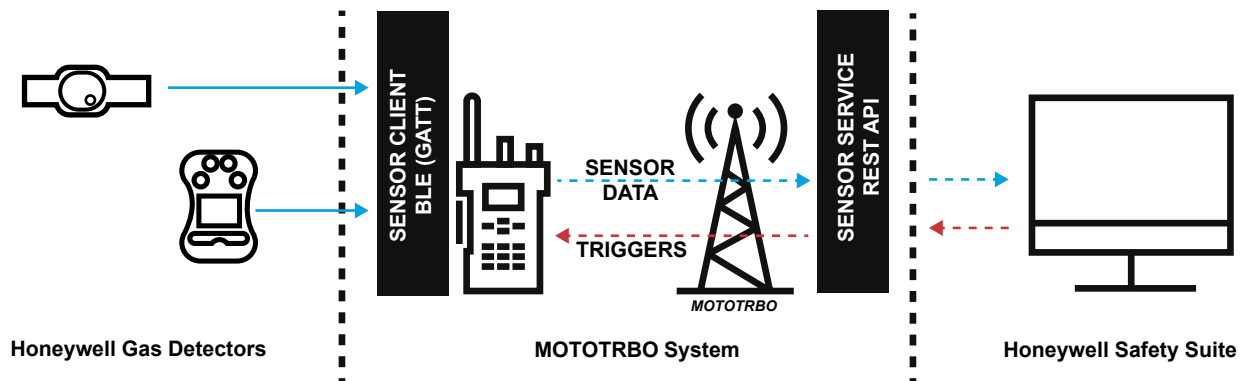 SENSOR CLIENT
BLE (GATT)
SENSOR
DATA
TRIGGERS
MOTOTRBO
SENSOR SERVICE
REST API
Honeywell Gas Detectors
MOTOTRBO System
Honeywell Safety Suite